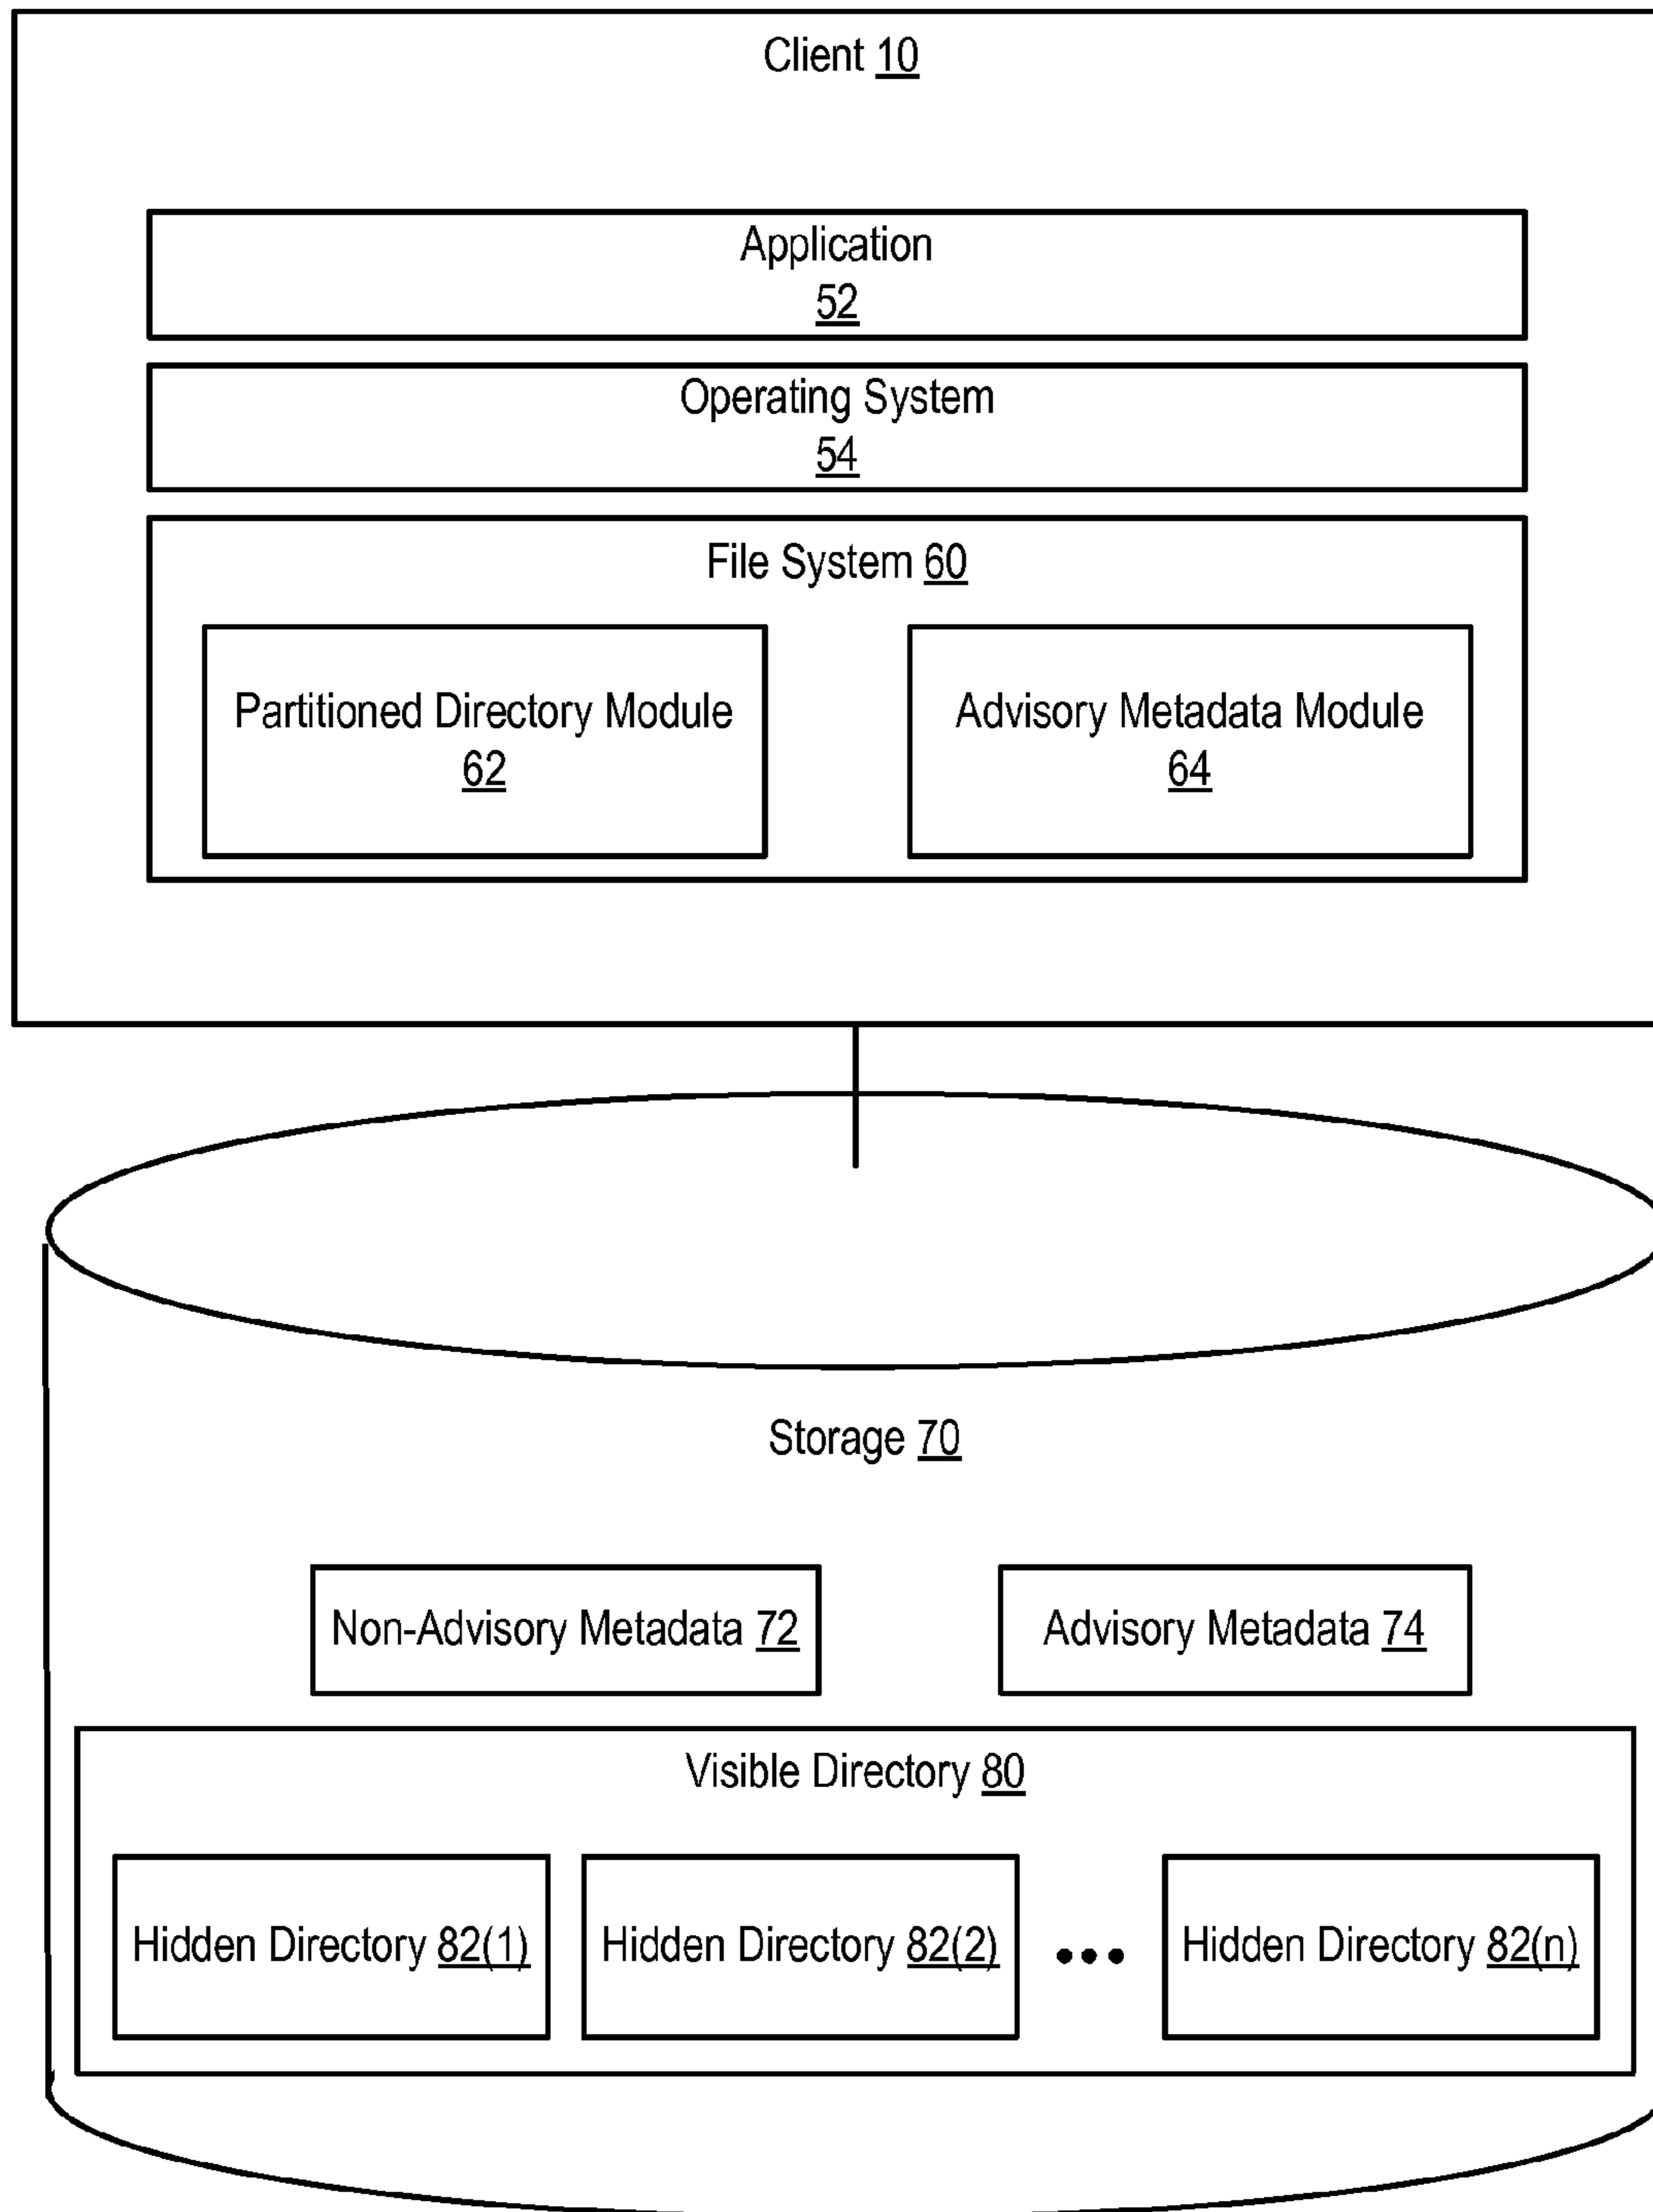 Client 10
Application
52
Operating System
54
File System 60
Partitioned Directory Module
62
Advisory Metadata Module
64
Storage 70
Non-Advisory Metadata 72
Advisory Metadata 74
Visible Directory 80
Hidden Directory 82(1)
Hidden Directory 82(2)
Hidden Directory 82(n)